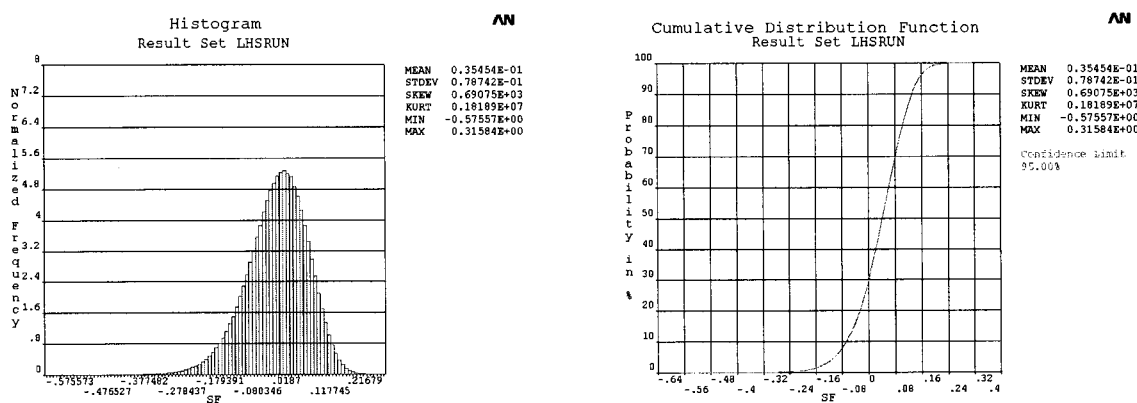 Histogram
Result Set LHSRUN
AN
MEAN 0.35454E-01
STDEV 0.78742E-01
SKEW 0.69075E+03
KURT 0.18189E+07
MIN -0.57557E+00
MAX 0.31584E+00
Normalized Frequency
8
7.2
6.4
5.6
4.8
4
3.2
2.4
1.6
.8
0
-.575573 -.377482 -.179391 .0187 .21679
-.476527 -.278437 -.080346 .117745
SF
Cumulative Distribution Function
Result Set LHSRUN
AN
MEAN 0.35454E-01
STDEV 0.78742E-01
SKEW 0.69075E+03
KURT 0.18189E+07
MIN -0.57557E+00
MAX 0.31584E+00
Confidence Limit
95.00%
Probability in %
100
90
80
70
60
50
40
30
20
10
0
-.64 -.48 -.32 -.16 0 .16 .32
-.56 -.4 -.24 -.08 .08 .24 .4
SF